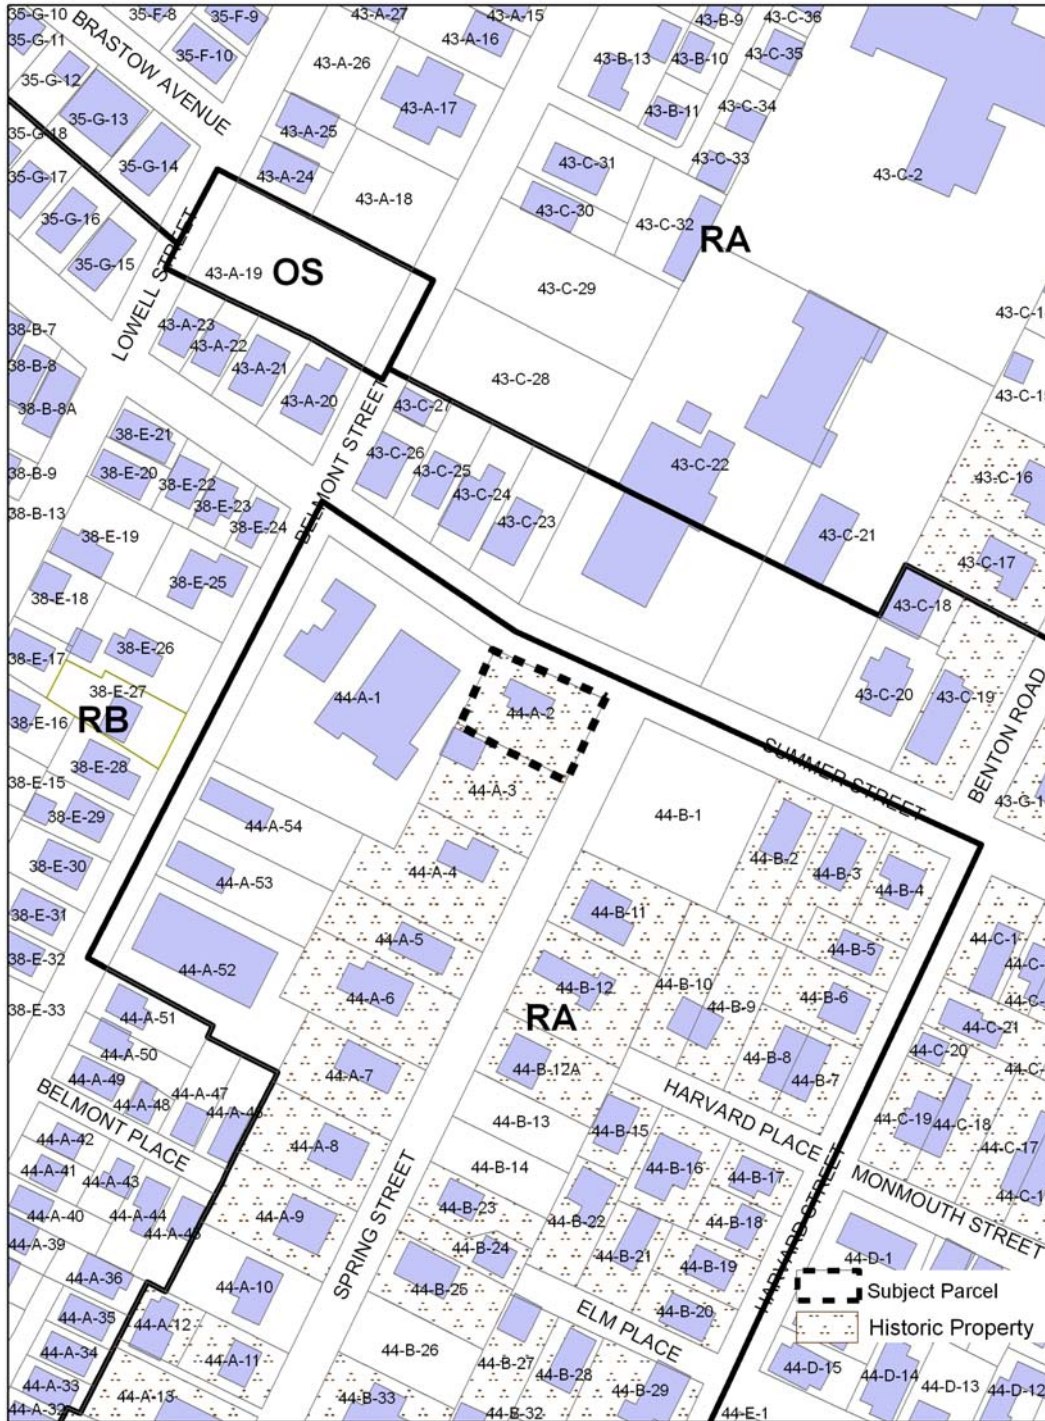 35-G-10
35-F-8
35-F-9
43-A-27
43-A-15
43-B-9
43-C-36
35-G-11
BRASTOW AVENUE
43-A-16
35-F-10
43-A-26
43-B-13
43-B-10
43-C-35
35-G-12
43-A-17
43-B-11
43-C-34
35-G-13
43-A-25
35-G-18
43-C-33
35-G-14
43-C-31
43-C-2
35-G-17
43-A-24
43-A-18
43-C-30
43-C-32
35-G-16
RA
35-G-15
43-A-19
OS
LOWELL STREET
43-C-29
43-A-23
43-A-22
43-A-21
43-A-20
38-B-7
38-B-8
43-C-28
38-B-8A
43-C-27
BELMONT STREET
38-E-21
43-C-26
43-C-25
43-C-22
38-B-9
38-E-20
38-E-22
43-C-24
43-C-16
38-E-23
38-B-13
38-E-24
43-C-23
38-E-19
43-C-21
43-C-17
38-E-25
38-E-18
43-C-18
38-E-26
38-E-17
43-C-20
43-C-19
38-E-27
44-A-1
44-A-2
38-E-16
RB
BENTON ROAD
SUMMER STREET
38-E-28
38-E-15
44-A-3
44-B-1
38-E-29
44-A-54
44-B-2
38-E-30
44-A-4
44-B-3
44-A-53
44-B-4
38-E-31
44-B-11
44-A-5
44-B-5
44-C-1
38-E-32
44-A-52
44-A-6
44-B-12
44-B-10
44-B-6
38-E-33
44-A-51
RA
44-B-9
44-C-21
44-A-50
44-C-20
44-A-49
44-A-47
44-A-7
44-B-12A
44-B-8
44-B-7
BELMONT PLACE
44-A-48
HARVARD PLACE
44-C-19
44-C-18
44-A-42
44-A-8
44-B-13
44-B-15
44-C-17
44-A-41
44-A-43
44-B-14
44-B-16
44-B-17
MONMOUTH STREET
44-A-40
44-A-44
44-A-9
44-B-23
44-B-22
44-B-18
HARVARD STREET
44-A-39
SPRING STREET
44-B-24
44-B-21
44-B-19
44-D-1
44-A-36
44-A-10
44-B-25
44-B-20
Subject Parcel
44-A-35
44-A-12
ELM PLACE
Historic Property
44-A-34
44-A-11
44-B-26
44-B-27
44-B-28
44-D-15
44-A-33
44-A-13
44-B-33
44-B-29
44-D-14
44-D-13
44-D-12
44-A-32
44-B-32
44-E-1